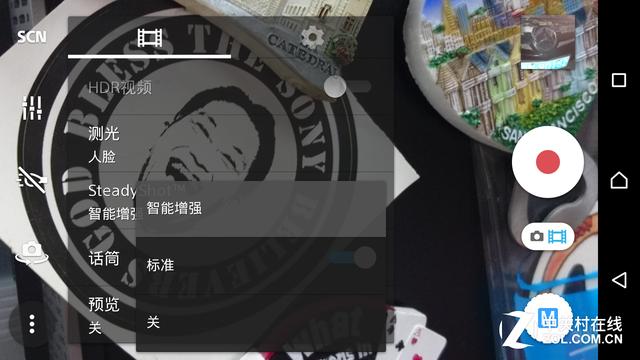 SCN
HDR视频
测光
人脸
SteadyShot™
智能增强
智能增强
标准
话筒
预览
关
关
GOD BLESS THE SONY BELIEVER
CATEDRA
SAN FRANCISCO
M
中关村在线
ZOL.COM.CN